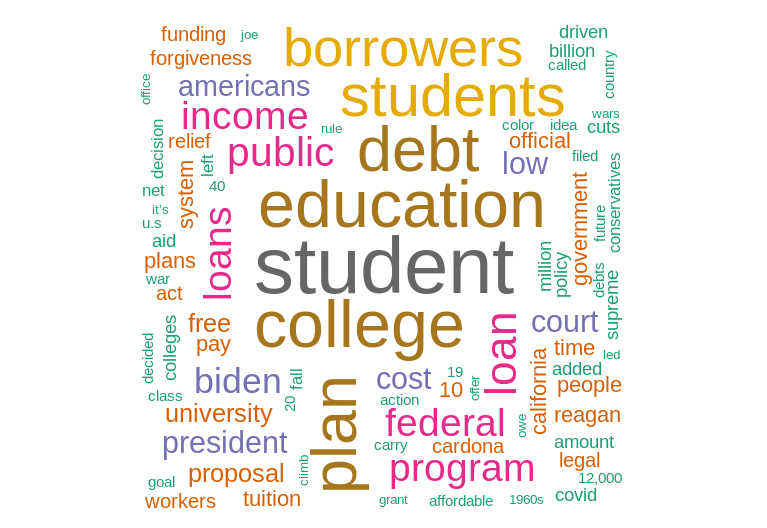 funding
joe
borrowers
driven
billion
forgiveness
called
country
office
americans
students
income
wars
rule
color
idea
cuts
decision
relief
public
debt
official
left
low
filed
conservatives
net
40
system
education
government
it's
u.s
loans
future
aid
student
million
policy
plans
war
act
debts
supreme
college
free
loan
court
decided
colleges
pay
time
led
california
added
biden
fall
cost
19
10
offer
people
class
20
plan
action
university
federal
owe
reagan
president
carry
cardona
amount
climb
program
legal
goal
proposal
12,000
workers
tuition
grant
affordable
1960s
covid